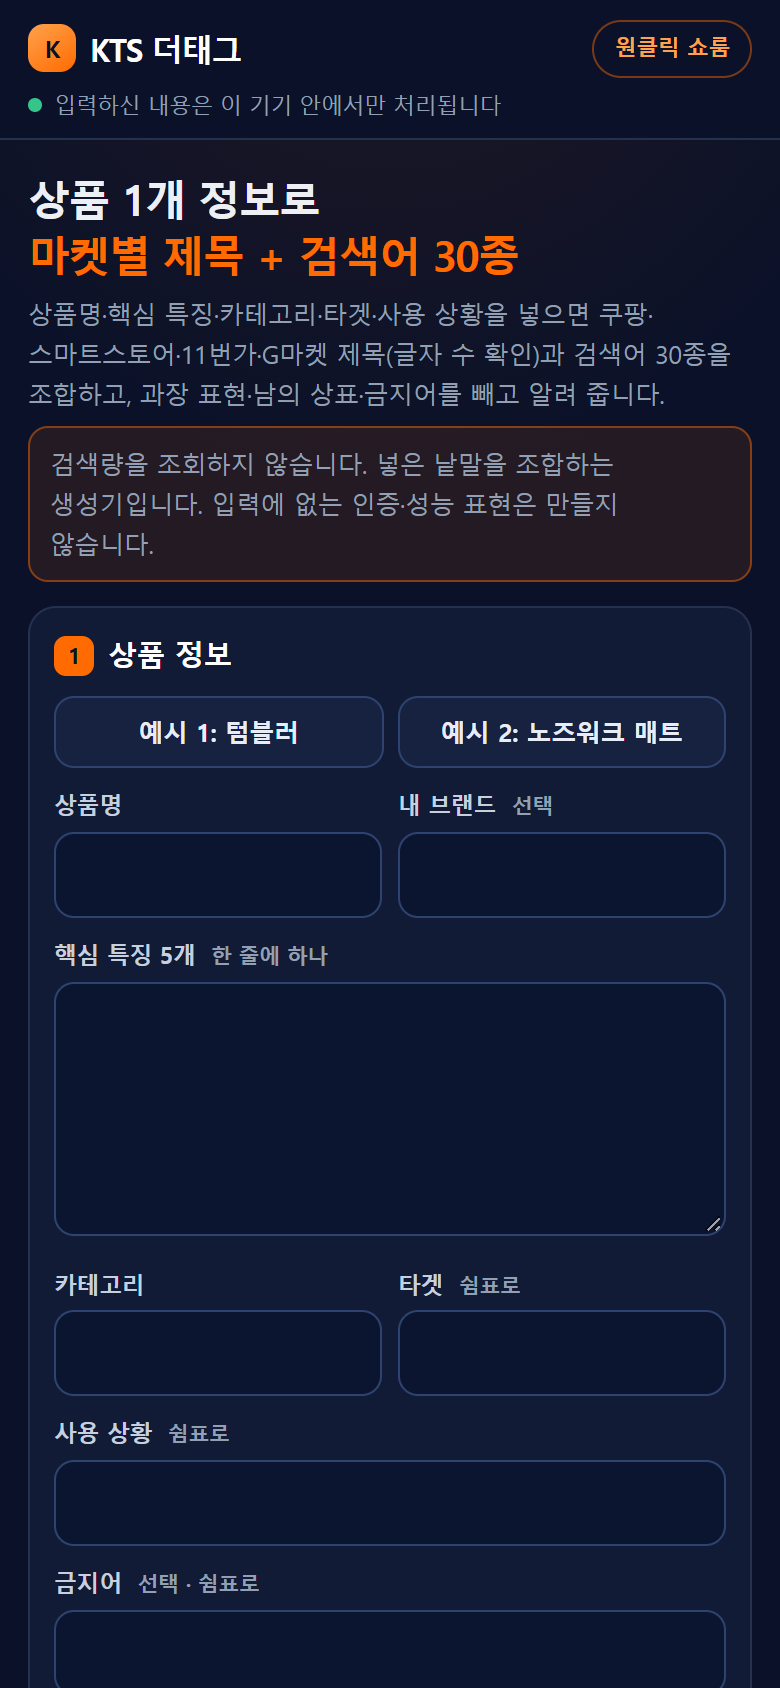 K
KTS 더태그
원클릭 쇼룸
입력하신 내용은 이 기기 안에서만 처리됩니다
상품 1개 정보로
마켓별 제목 + 검색어 30종
상품명·핵심 특징·카테고리·타겟·사용 상황을 넣으면 쿠팡·
스마트스토어·11번가·G마켓 제목(글자 수 확인)과 검색어 30종을
조합하고, 과장 표현·남의 상표·금지어를 빼고 알려 줍니다.
검색량을 조회하지 않습니다. 넣은 낱말을 조합하는
생성기입니다. 입력에 없는 인증·성능 표현은 만들지
않습니다.
1 상품 정보
예시 1: 텀블러
예시 2: 노즈워크 매트
상품명
내 브랜드 선택
핵심 특징 5개 한 줄에 하나
카테고리
타겟 쉼표로
사용 상황 쉼표로
금지어 선택 · 쉼표로